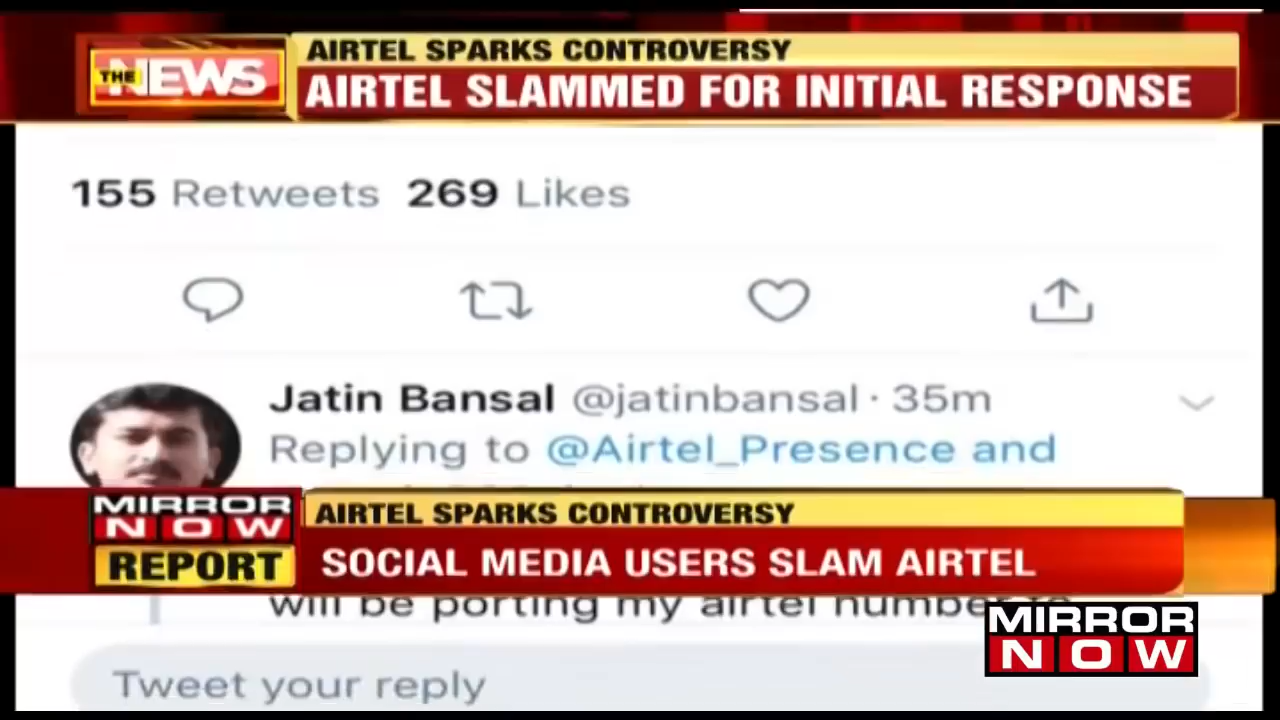 AIRTEL SPARKS CONTROVERSY
THE NEWS
AIRTEL SLAMMED FOR INITIAL RESPONSE
155 Retweets 269 Likes
Jatin Bansal @jatinbansal · 35m
Replying to @Airtel_Presence and
MIRROR NOW REPORT
AIRTEL SPARKS CONTROVERSY
SOCIAL MEDIA USERS SLAM AIRTEL
will be porting my airtel number to
MIRROR
NOW
Tweet your reply